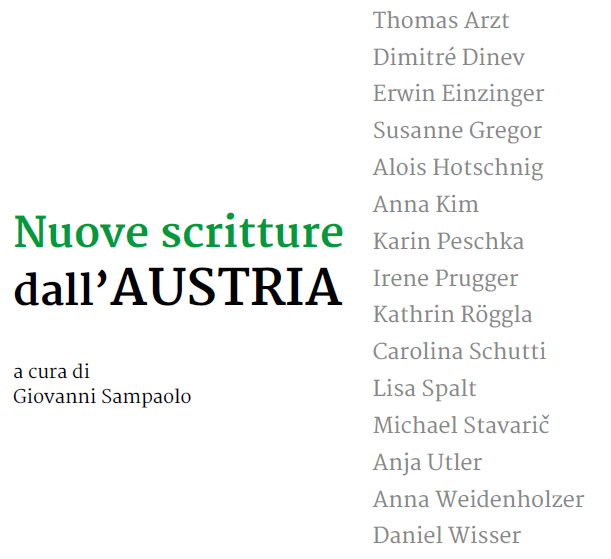 Nuove scritture
dall’AUSTRIA
a cura di
Giovanni Sampaolo
Thomas Arzt
Dimitré Dinev
Erwin Einzinger
Susanne Gregor
Alois Hotschnig
Anna Kim
Karin Peschka
Irene Prugger
Kathrin Röggla
Carolina Schutti
Lisa Spalt
Michael Stavarič
Anja Utler
Anna Weidenholzer
Daniel Wisser